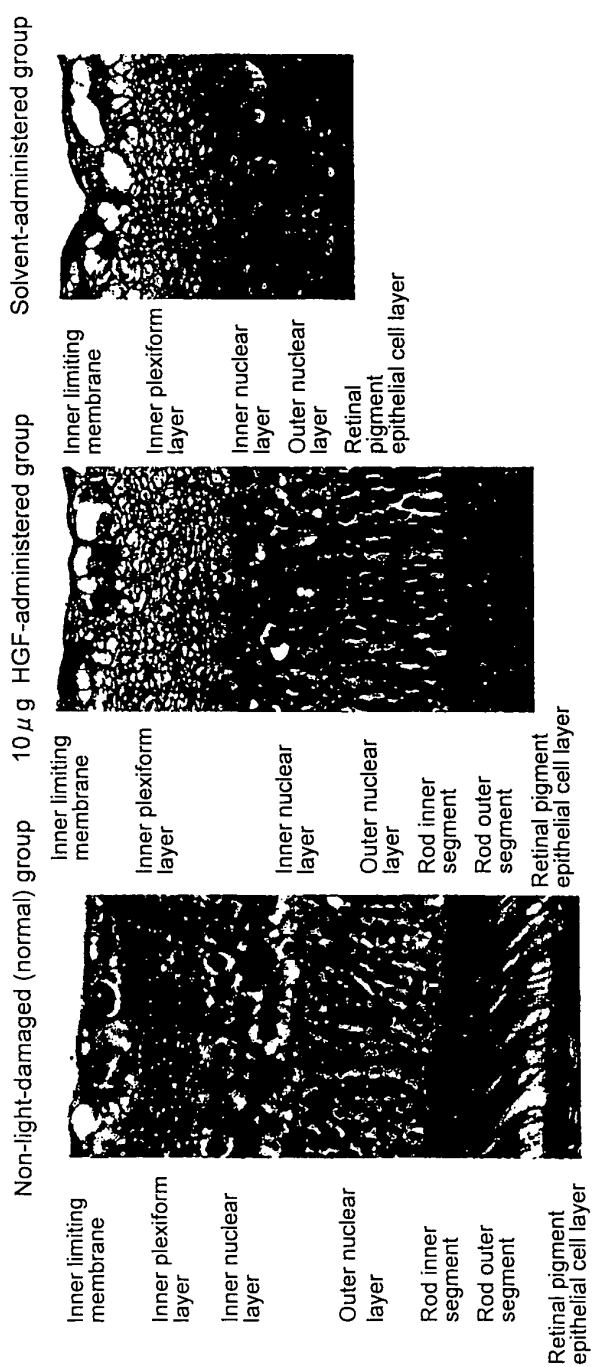 Non-light-damaged (normal) group
Inner limiting
membrane
Inner plexiform
layer
Inner nuclear
layer
Outer nuclear
layer
Rod inner
segment
Rod outer
segment
Retinal pigment
epithelial cell layer
10 μ g HGF-administered group
Inner limiting
membrane
Inner plexiform
layer
Inner nuclear
layer
Outer nuclear
layer
Rod inner
segment
Rod outer
segment
Retinal pigment
epithelial cell layer
Solvent-administered group
Inner limiting
membrane
Inner plexiform
layer
Inner nuclear
layer
Outer nuclear
layer
Retinal
pigment
epithelial cell layer